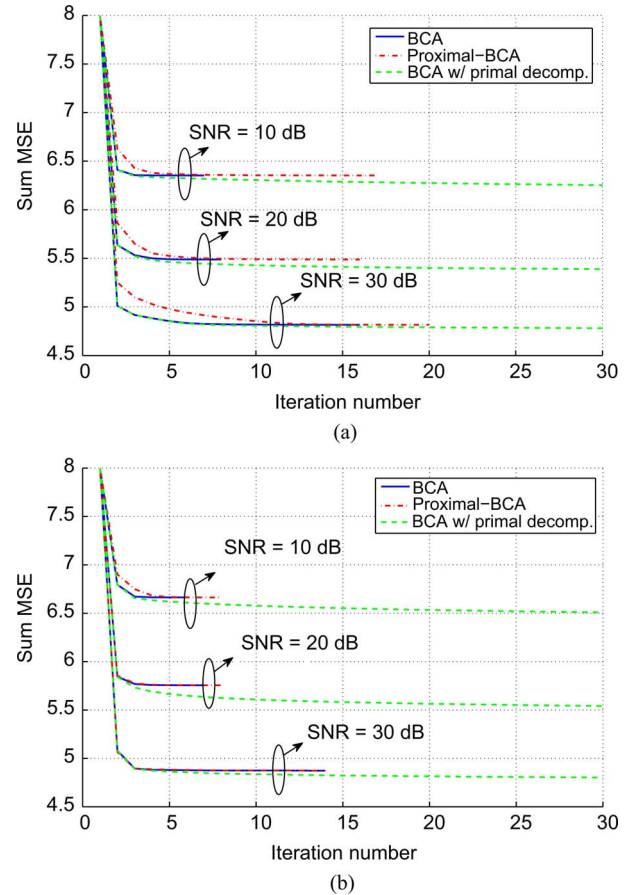 8
7.5
7
6.5
6
5.5
5
4.5
Sum MSE
BCA
Proximal−BCA
BCA w/ primal decomp.
SNR = 10 dB
SNR = 20 dB
SNR = 30 dB
0 5 10 15 20 25 30
Iteration number
(a)
8
7.5
7
6.5
6
5.5
5
4.5
Sum MSE
BCA
Proximal−BCA
BCA w/ primal decomp.
SNR = 10 dB
SNR = 20 dB
SNR = 30 dB
0 5 10 15 20 25 30
Iteration number
(b)